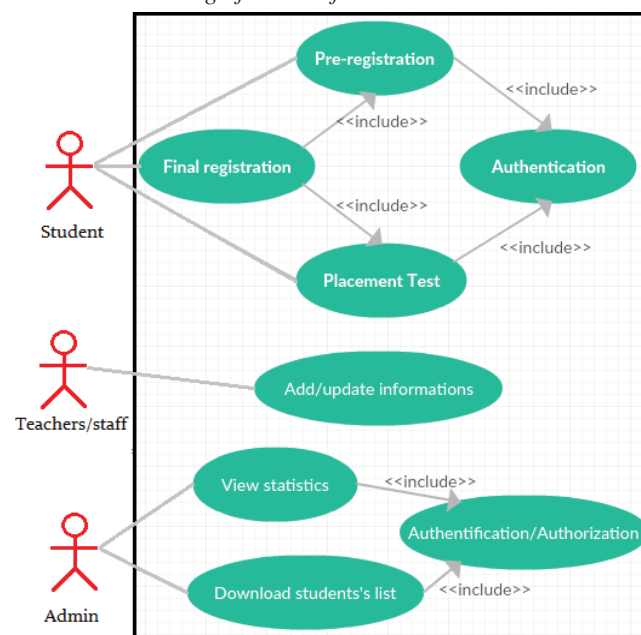 Pre-registration
<<include>>
<<include>>
Final registration
Authentication
<<include>>
<<include>>
Student
Placement Test
Add/update informations
Teachers/staff
View statistics
<<include>>
Authentification/Authorization
Download students's list
<<include>>
Admin